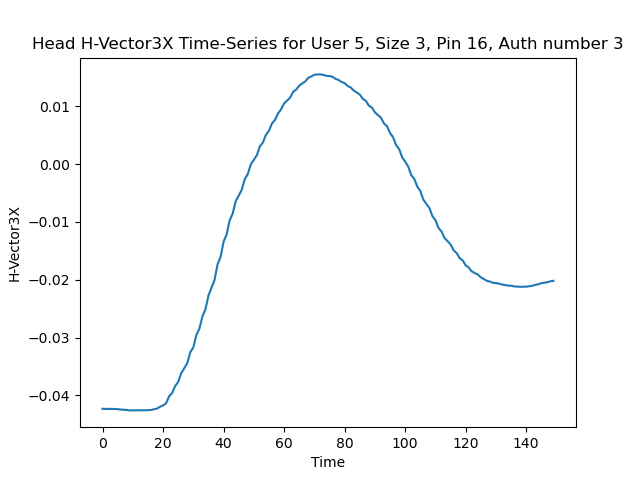 Head H-Vector3X Time-Series for User 5, Size 3, Pin 16, Auth number 3
H-Vector3X
0.01
0.00
−0.01
−0.02
−0.03
−0.04
0 20 40 60 80 100 120 140
Time